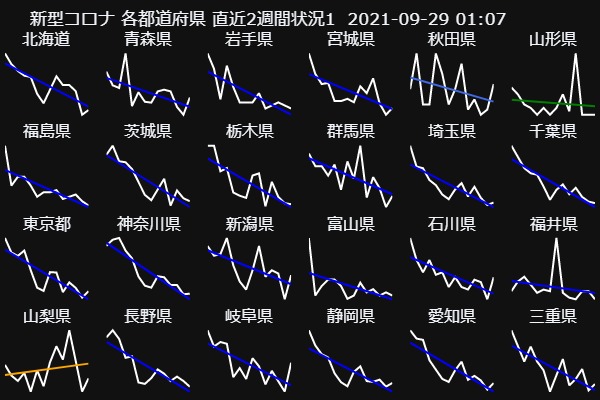 新型コロナ 各都道府県 直近2週間状況1 2021-09-29 01:07
北海道 青森県 岩手県 宮城県 秋田県 山形県
福島県 茨城県 栃木県 群馬県 埼玉県 千葉県
東京都 神奈川県 新潟県 富山県 石川県 福井県
山梨県 長野県 岐阜県 静岡県 愛知県 三重県